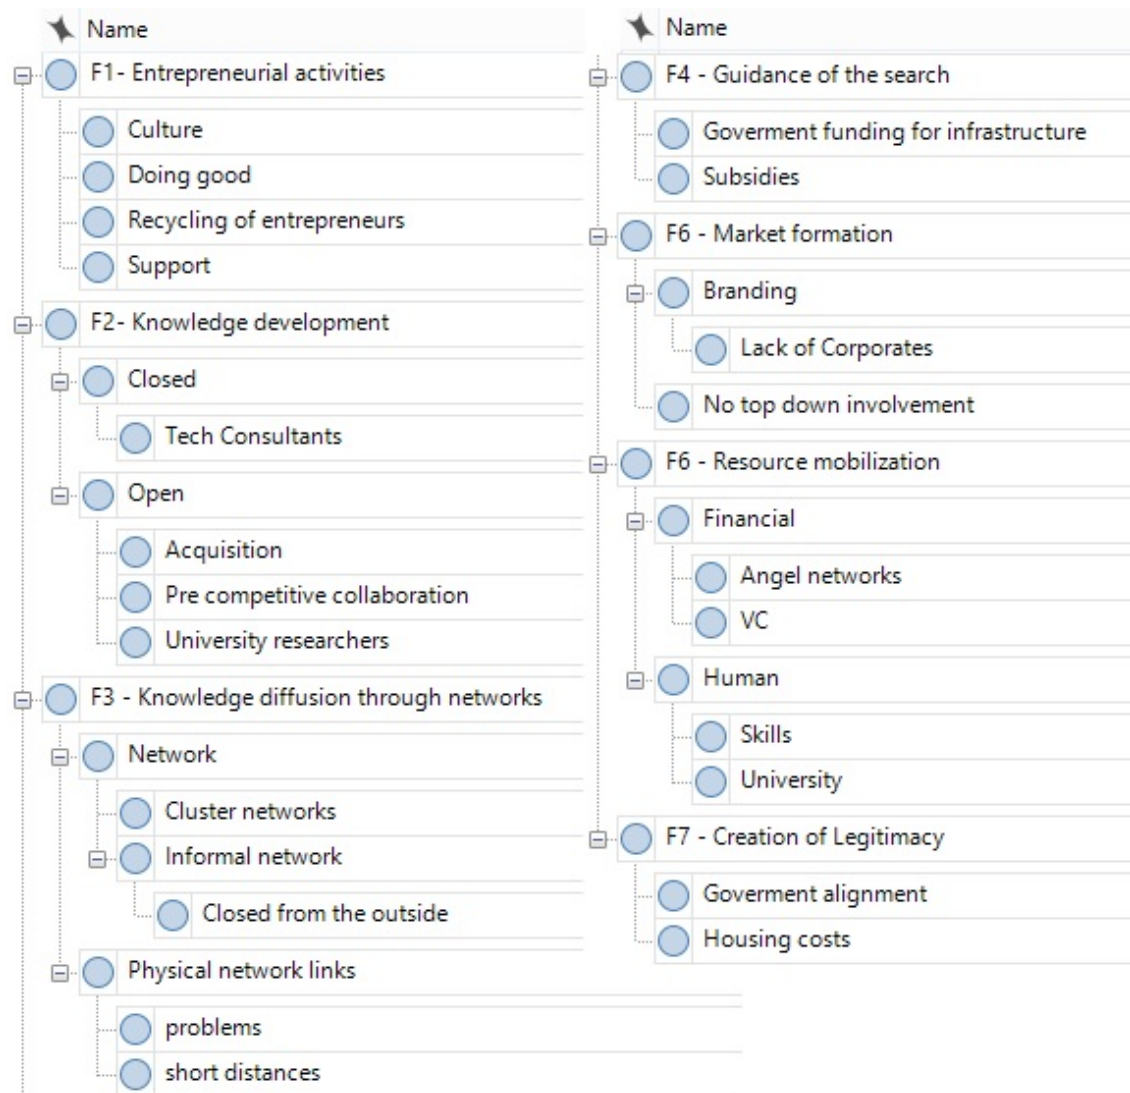 Name
F1- Entrepreneurial activities
Culture
Doing good
Recycling of entrepreneurs
Support
F2- Knowledge development
Closed
Tech Consultants
Open
Acquisition
Pre competitive collaboration
University researchers
F3 - Knowledge diffusion through networks
Network
Cluster networks
Informal network
Closed from the outside
Physical network links
problems
short distances
Name
F4 - Guidance of the search
Goverment funding for infrastructure
Subsidies
F6 - Market formation
Branding
Lack of Corporates
No top down involvement
F6 - Resource mobilization
Financial
Angel networks
VC
Human
Skills
University
F7 - Creation of Legitimacy
Goverment alignment
Housing costs